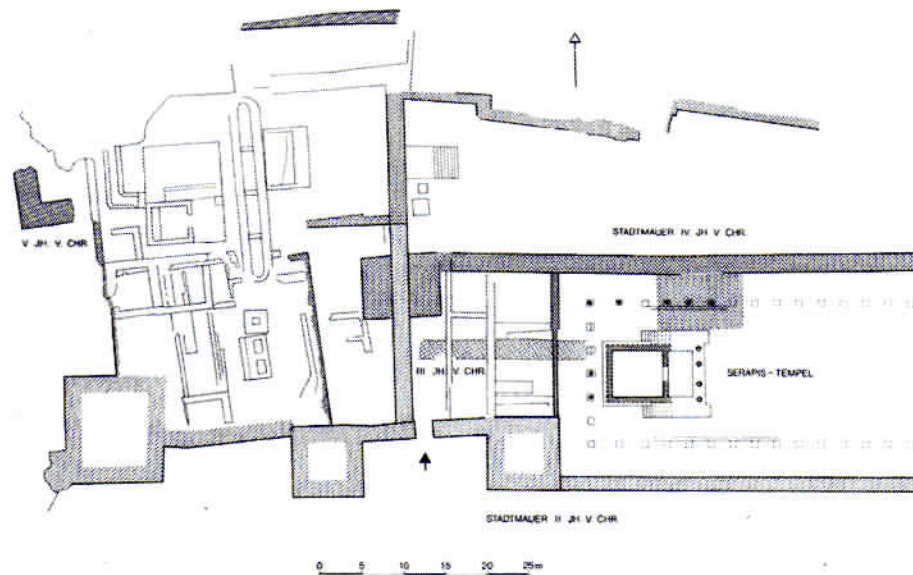 V. JH. V. CHR.
STADTMAUER IV. JH. V. CHR.
III. JH. V. CHR.
SERAPIS-TEMPEL
STADTMAUER II. JH. V. CHR.
0 5 10 15 20 25m